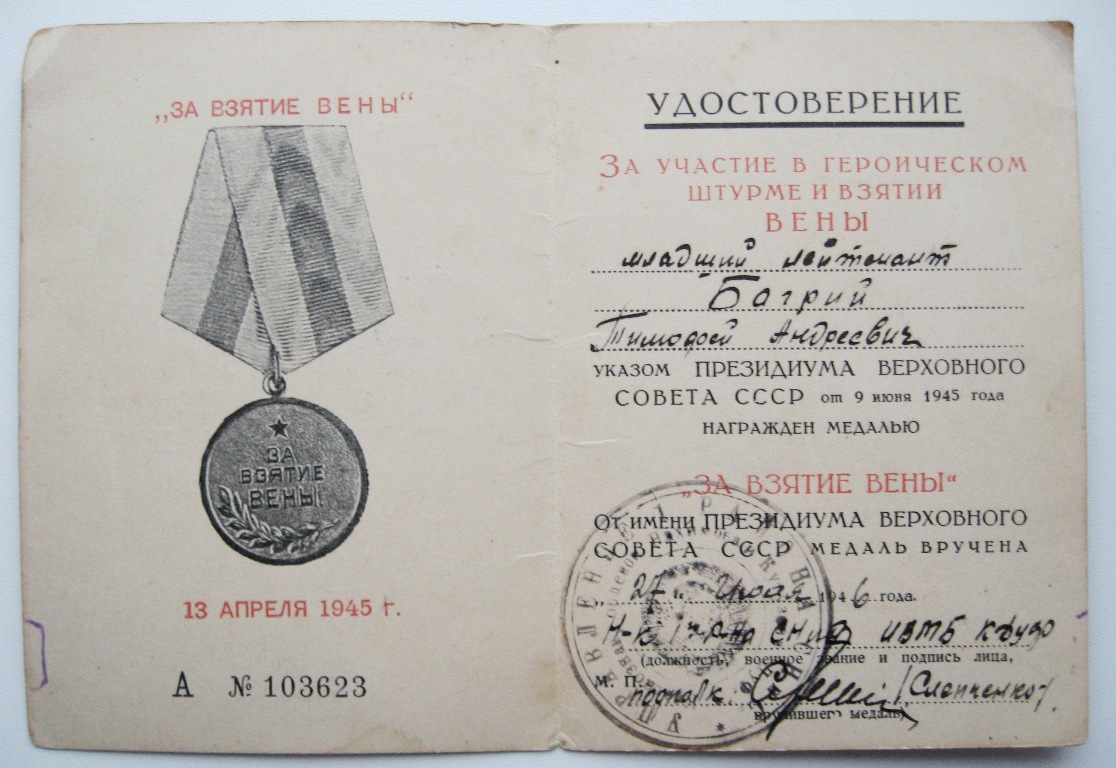 „ЗА ВЗЯТИЕ ВЕНЫ“
ЗА
ВЗЯТИЕ
ВЕНЫ
13 АПРЕЛЯ 1945 г.
А № 103623
УДОСТОВЕРЕНИЕ
ЗА УЧАСТИЕ В ГЕРОИЧЕСКОМ
ШТУРМЕ И ВЗЯТИИ
ВЕНЫ
младший лейтенант
Багрий
Тимофей Андреевич
УКАЗОМ ПРЕЗИДИУМА ВЕРХОВНОГО
СОВЕТА СССР от 9 июня 1945 года
НАГРАЖДЕН МЕДАЛЬЮ
„ЗА ВЗЯТИЕ ВЕНЫ“
От имени ПРЕЗИДИУМА ВЕРХОВНОГО
СОВЕТА СССР МЕДАЛЬ ВРУЧЕНА
„27“ 1946 года.
Н-к
(должность, военное звание и подпись лица,
М. П. подполк (Слепченко).
вручившего медаль)
УПРАВЛЕНИЕ 1 РАЙОНА